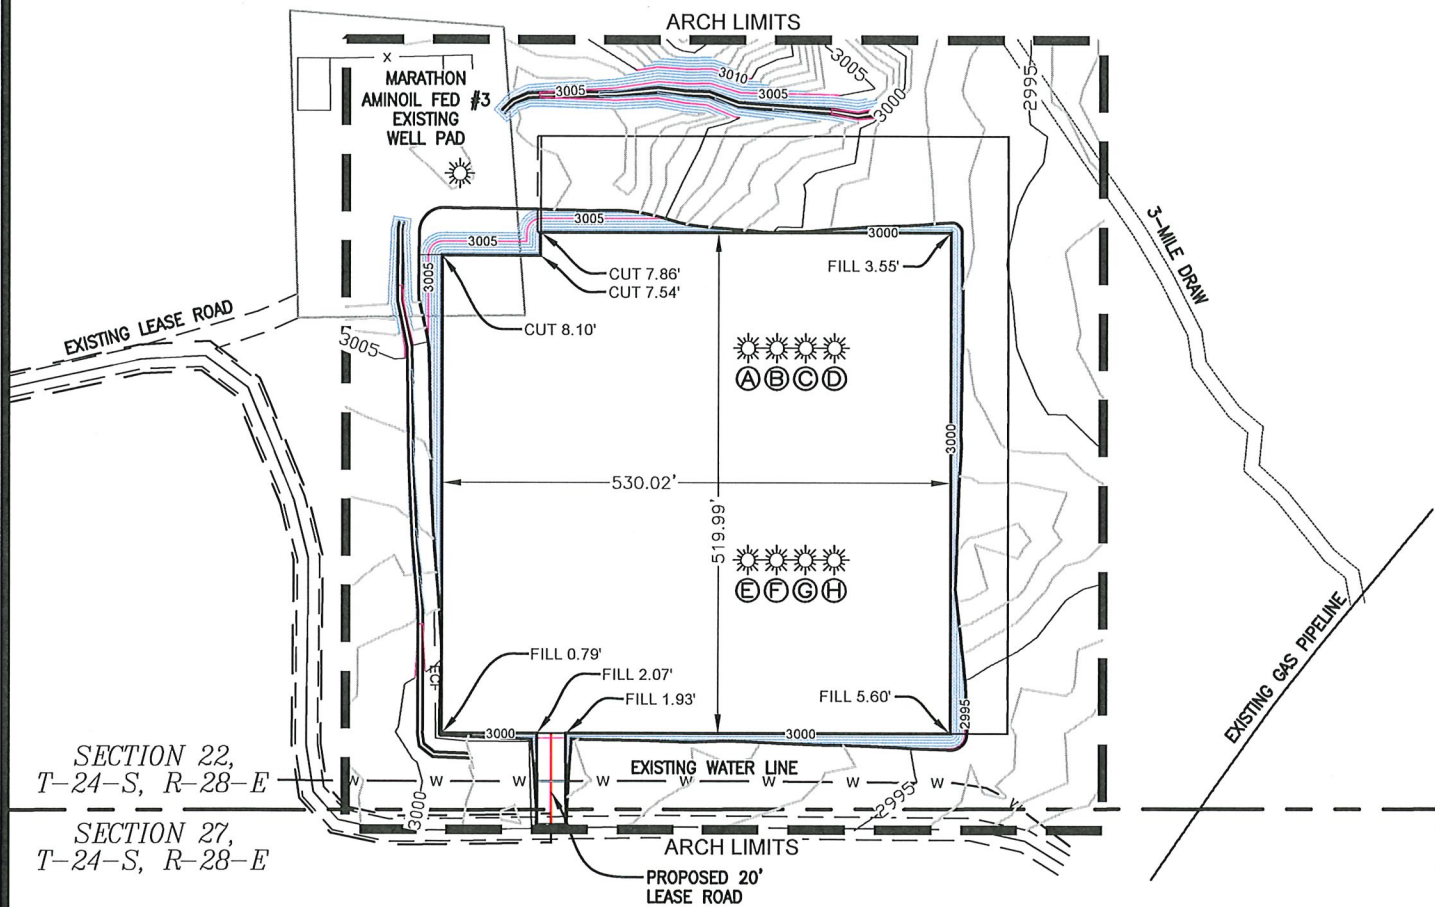 ARCH LIMITS
X
MARATHON
AMINOIL FED #3
EXISTING
WELL PAD
3005
3010
3005
3005
3000
2995
3-MILE DRAW
3005
3005
3005
3000
CUT 7.86'
CUT 7.54'
FILL 3.55'
CUT 8.10'
EXISTING LEASE ROAD
3005
A B C D
3000
530.02'
519.99'
E F G H
EXISTING GAS PIPELINE
FILL 0.79'
FILL 2.07'
FILL 1.93'
FILL 5.60'
2995
3000
3000
SECTION 22,
T-24-S, R-28-E
EXISTING WATER LINE
W W W W W W W W W
3000
2995
SECTION 27,
T-24-S, R-28-E
ARCH LIMITS
PROPOSED 20'
LEASE ROAD